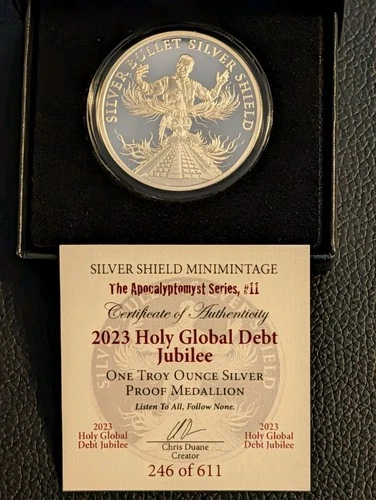 SILVER BULLET SILVER SHIELD
SILVER SHIELD MINIMINTAGE
The Apocalyptomyst Series, #11
Certificate of Authenticity
2023 Holy Global Debt
Jubilee
ONE TROY OUNCE SILVER
PROOF MEDALLION
Listen To All, Follow None.
2023
Holy Global
Debt Jubilee
Chris Duane
Creator
2023
Holy Global
Debt Jubilee
246 of 611